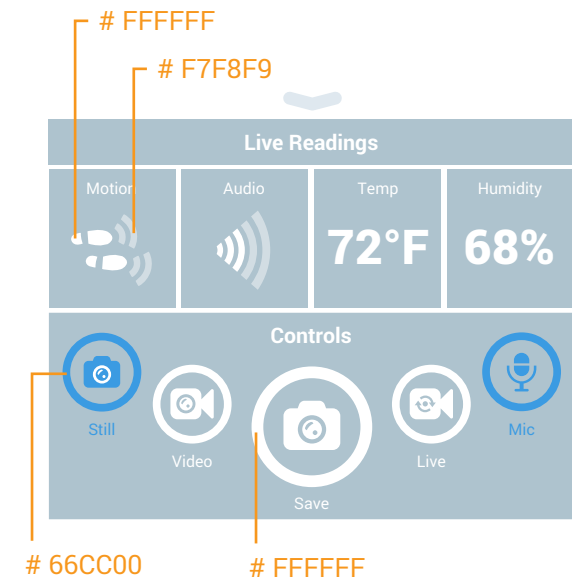 # FFFFFF
# F7F8F9
Live Readings
Motion
Audio
Temp
Humidity
72°F
68%
Controls
Still
Mic
Video
Live
Save
# 66CC00
# FFFFFF